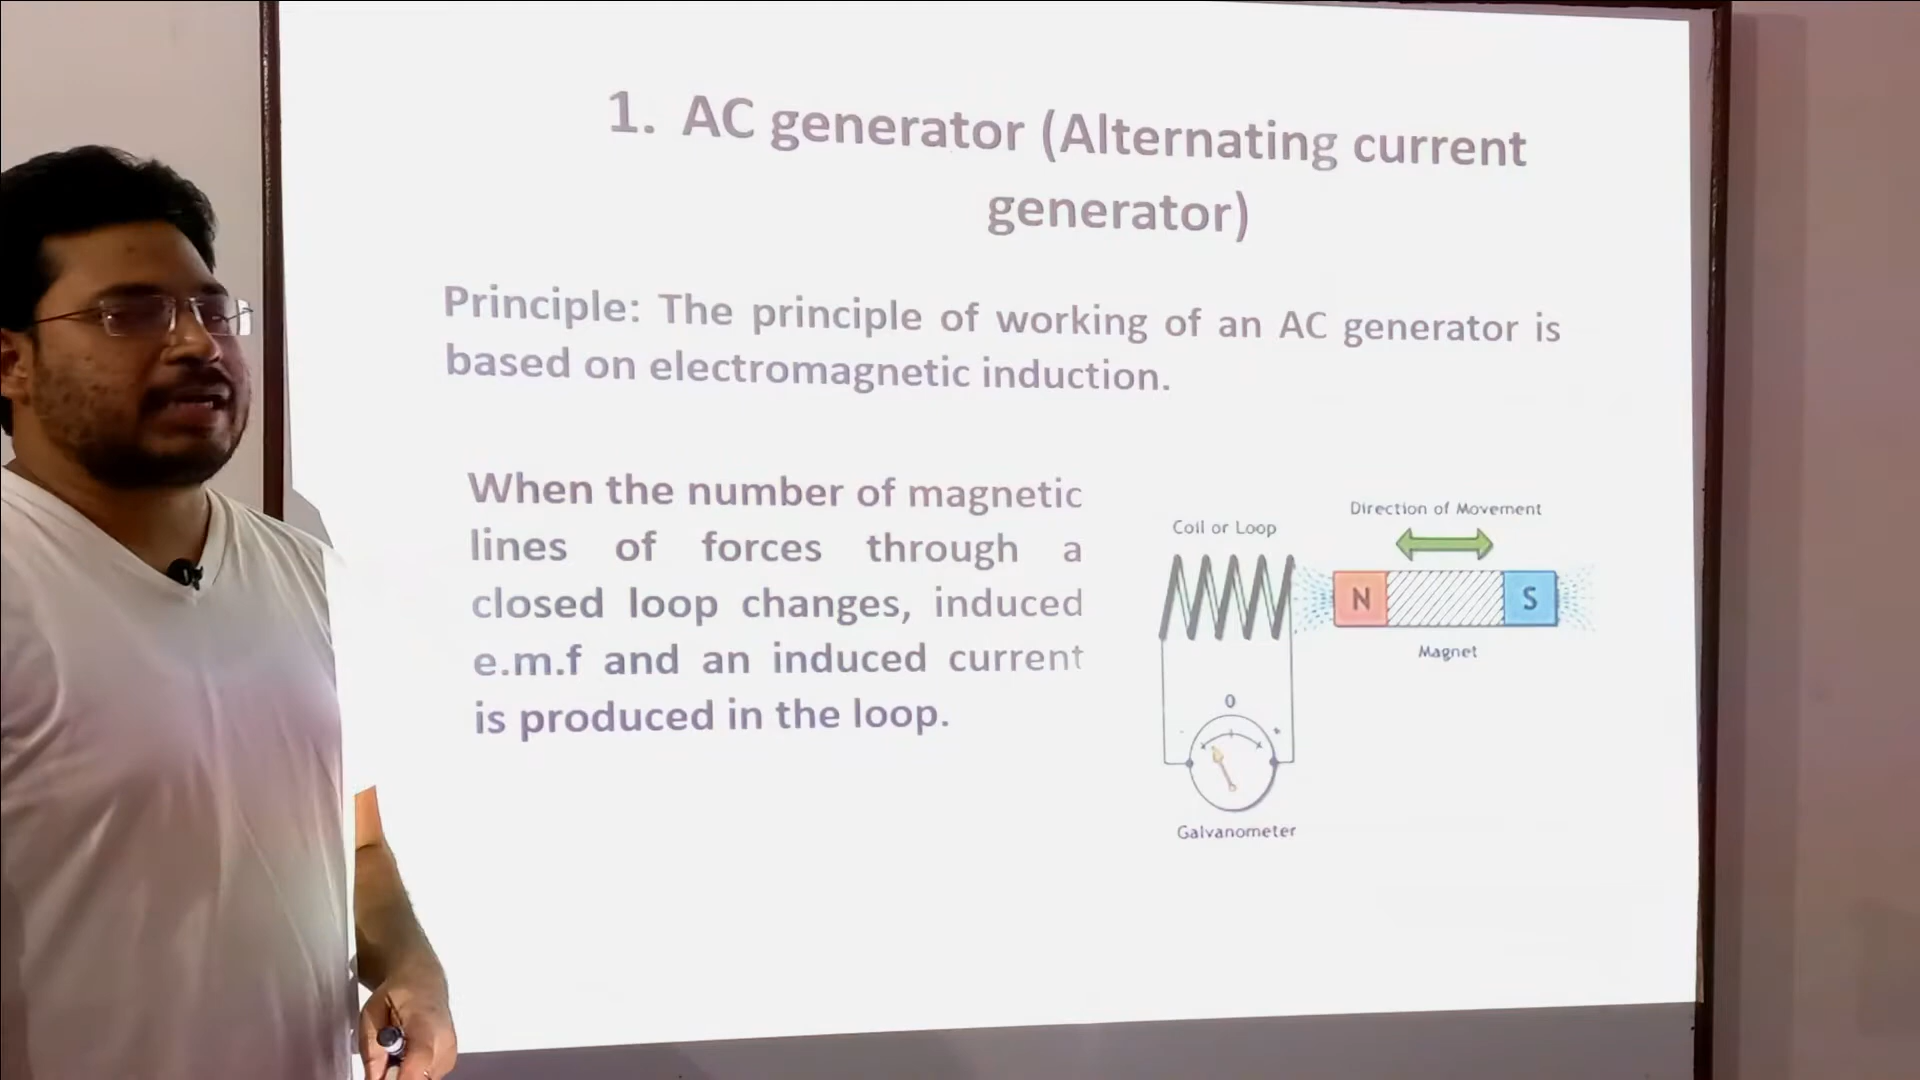 1. AC generator (Alternating current
generator)
Principle: The principle of working of an AC generator is
based on electromagnetic induction.
When the number of magnetic
lines of forces through a
closed loop changes, induced
e.m.f and an induced current
is produced in the loop.
Direction of Movement
Coil or Loop
N
S
Magnet
0
- +
Galvanometer